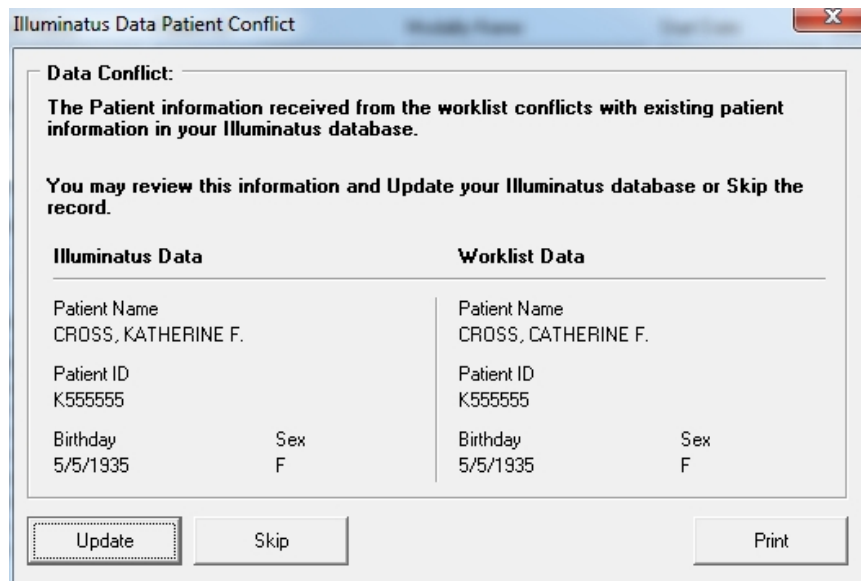 Illuminatus Data Patient Conflict
Data Conflict:
The Patient information received from the worklist conflicts with existing patient
information in your Illuminatus database.
You may review this information and Update your Illuminatus database or Skip the
record.
Illuminatus Data
Worklist Data
Patient Name
CROSS, KATHERINE F.
Patient ID
K555555
Birthday Sex
5/5/1935 F
Patient Name
CROSS, CATHERINE F.
Patient ID
K555555
Birthday Sex
5/5/1935 F
Update
Skip
Print